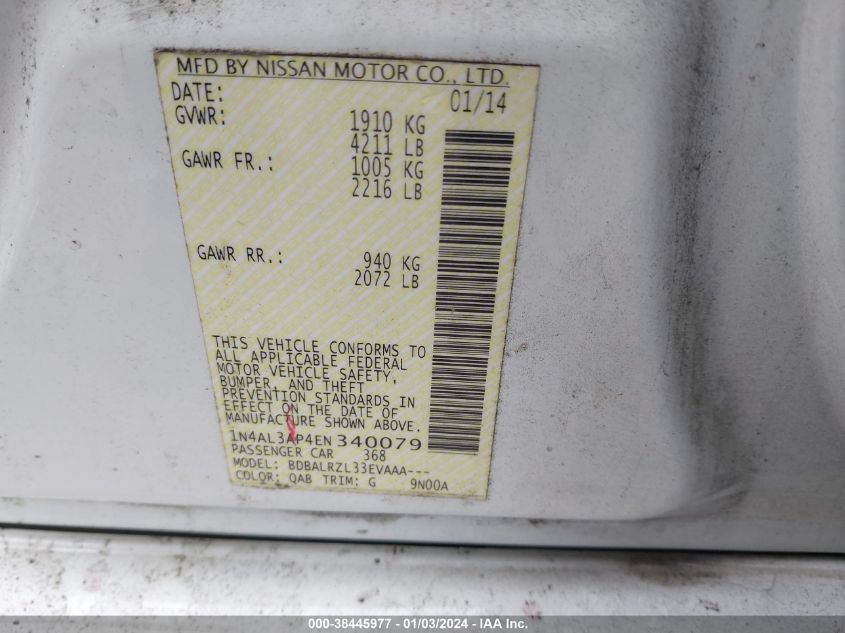 MFD BY NISSAN MOTOR CO., LTD.
DATE: 01/14
GVWR: 1910 KG
4211 LB
GAWR FR.: 1005 KG
2216 LB
GAWR RR.: 940 KG
2072 LB
THIS VEHICLE CONFORMS TO
ALL APPLICABLE FEDERAL
MOTOR VEHICLE SAFETY,
BUMPER, AND THEFT
PREVENTION STANDARDS IN
EFFECT ON THE DATE OF
MANUFACTURE SHOWN ABOVE.
1N4AL3AP4EN340079
PASSENGER CAR 368
MODEL: BDBALRZL33EVAAA---
COLOR: QAB TRIM: G 9N00A
000-38445977 - 01/03/2024 - IAA Inc.